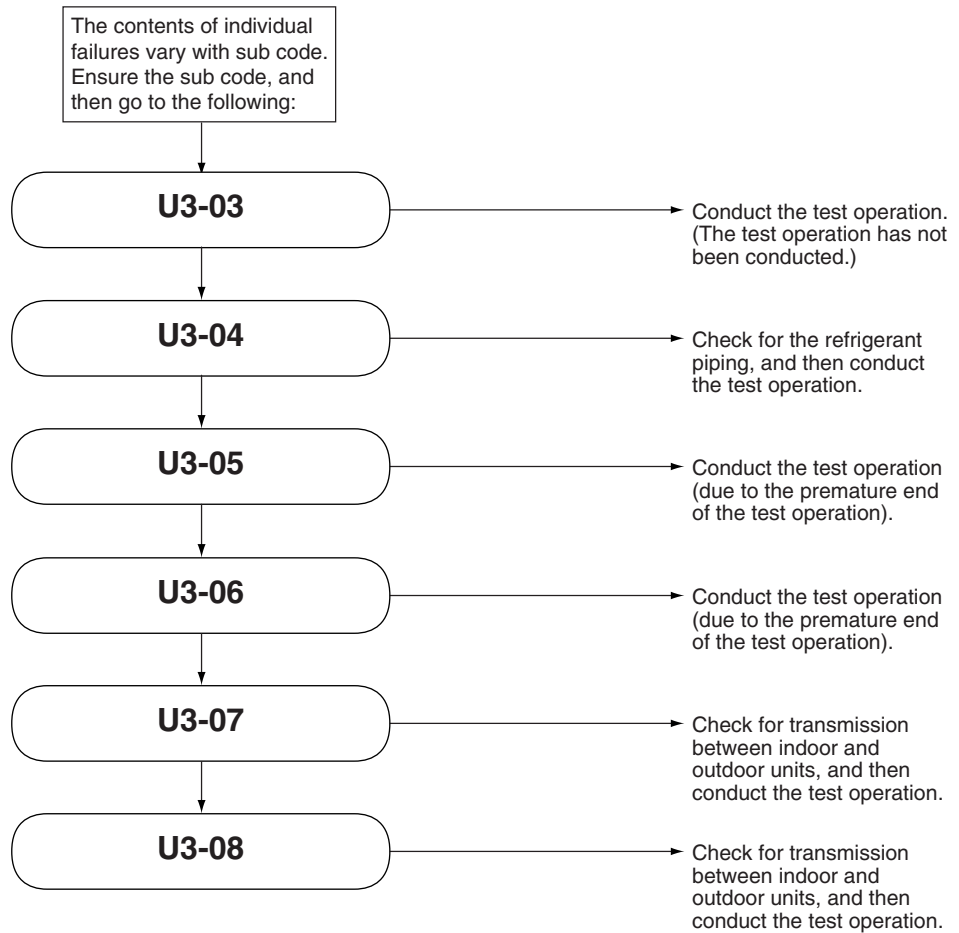 The contents of individual
failures vary with sub code.
Ensure the sub code, and
then go to the following:
U3-03
Conduct the test operation.
(The test operation has not
been conducted.)
U3-04
Check for the refrigerant
piping, and then conduct
the test operation.
U3-05
Conduct the test operation
(due to the premature end
of the test operation).
U3-06
Conduct the test operation
(due to the premature end
of the test operation).
U3-07
Check for transmission
between indoor and
outdoor units, and then
conduct the test operation.
U3-08
Check for transmission
between indoor and
outdoor units, and then
conduct the test operation.